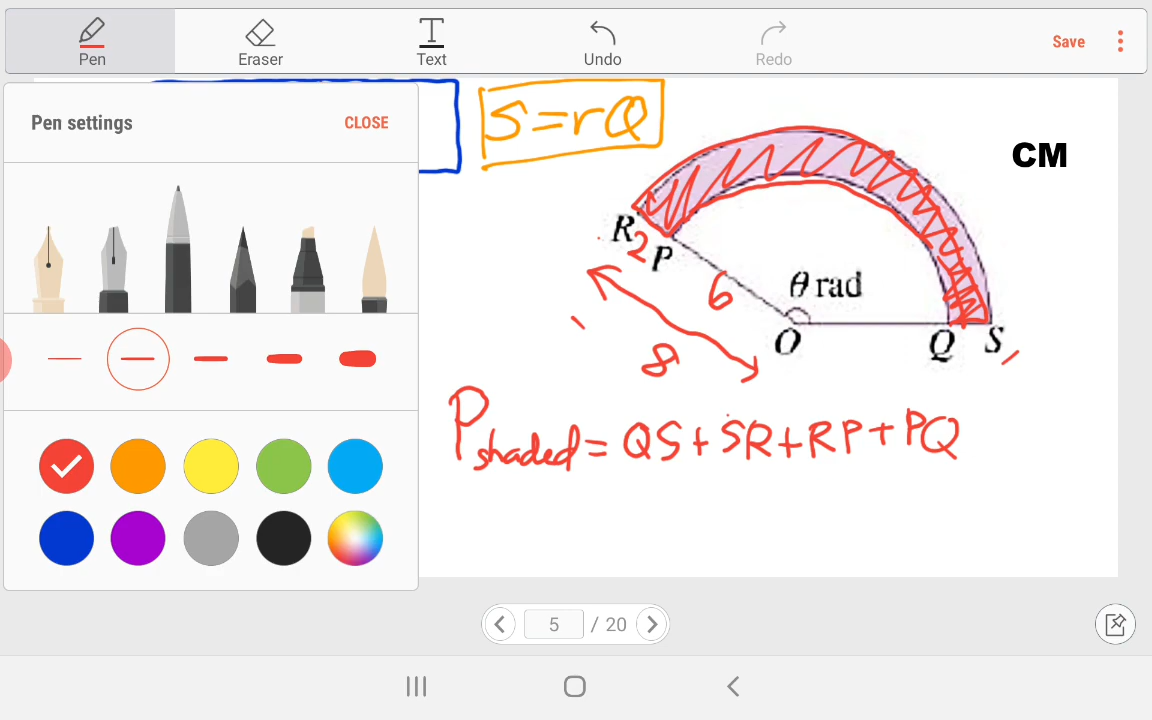 Pen
Eraser
Text
Undo
Redo
Save
Pen settings
CLOSE
S=rθ
CM
R
2
P
6
θ rad
O
Q
S
8
P shaded = QS + SR + RP + PQ
5 / 20